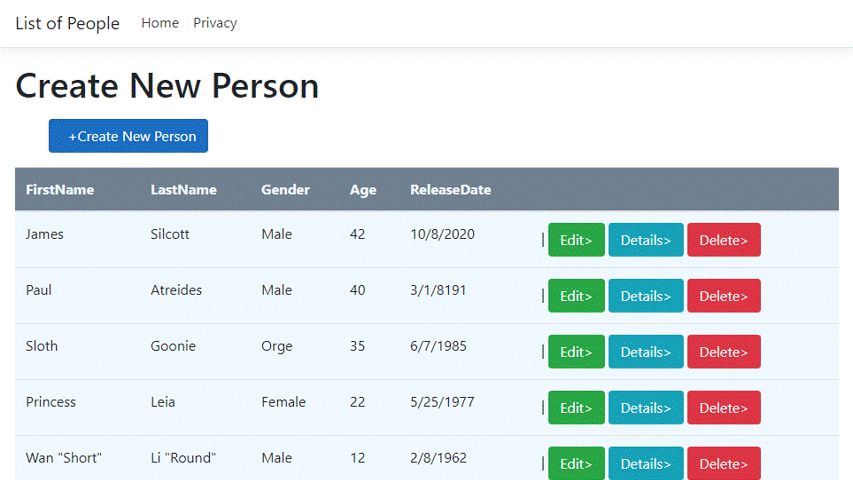 List of People Home Privacy
Create New Person
+Create New Person
FirstName LastName Gender Age ReleaseDate
James Silcott Male 42 10/8/2020 | Edit> Details> Delete>
Paul Atreides Male 40 3/1/8191 | Edit> Details> Delete>
Sloth Goonie Orge 35 6/7/1985 | Edit> Details> Delete>
Princess Leia Female 22 5/25/1977 | Edit> Details> Delete>
Wan "Short" Li "Round" Male 12 2/8/1962 | Edit> Details> Delete>